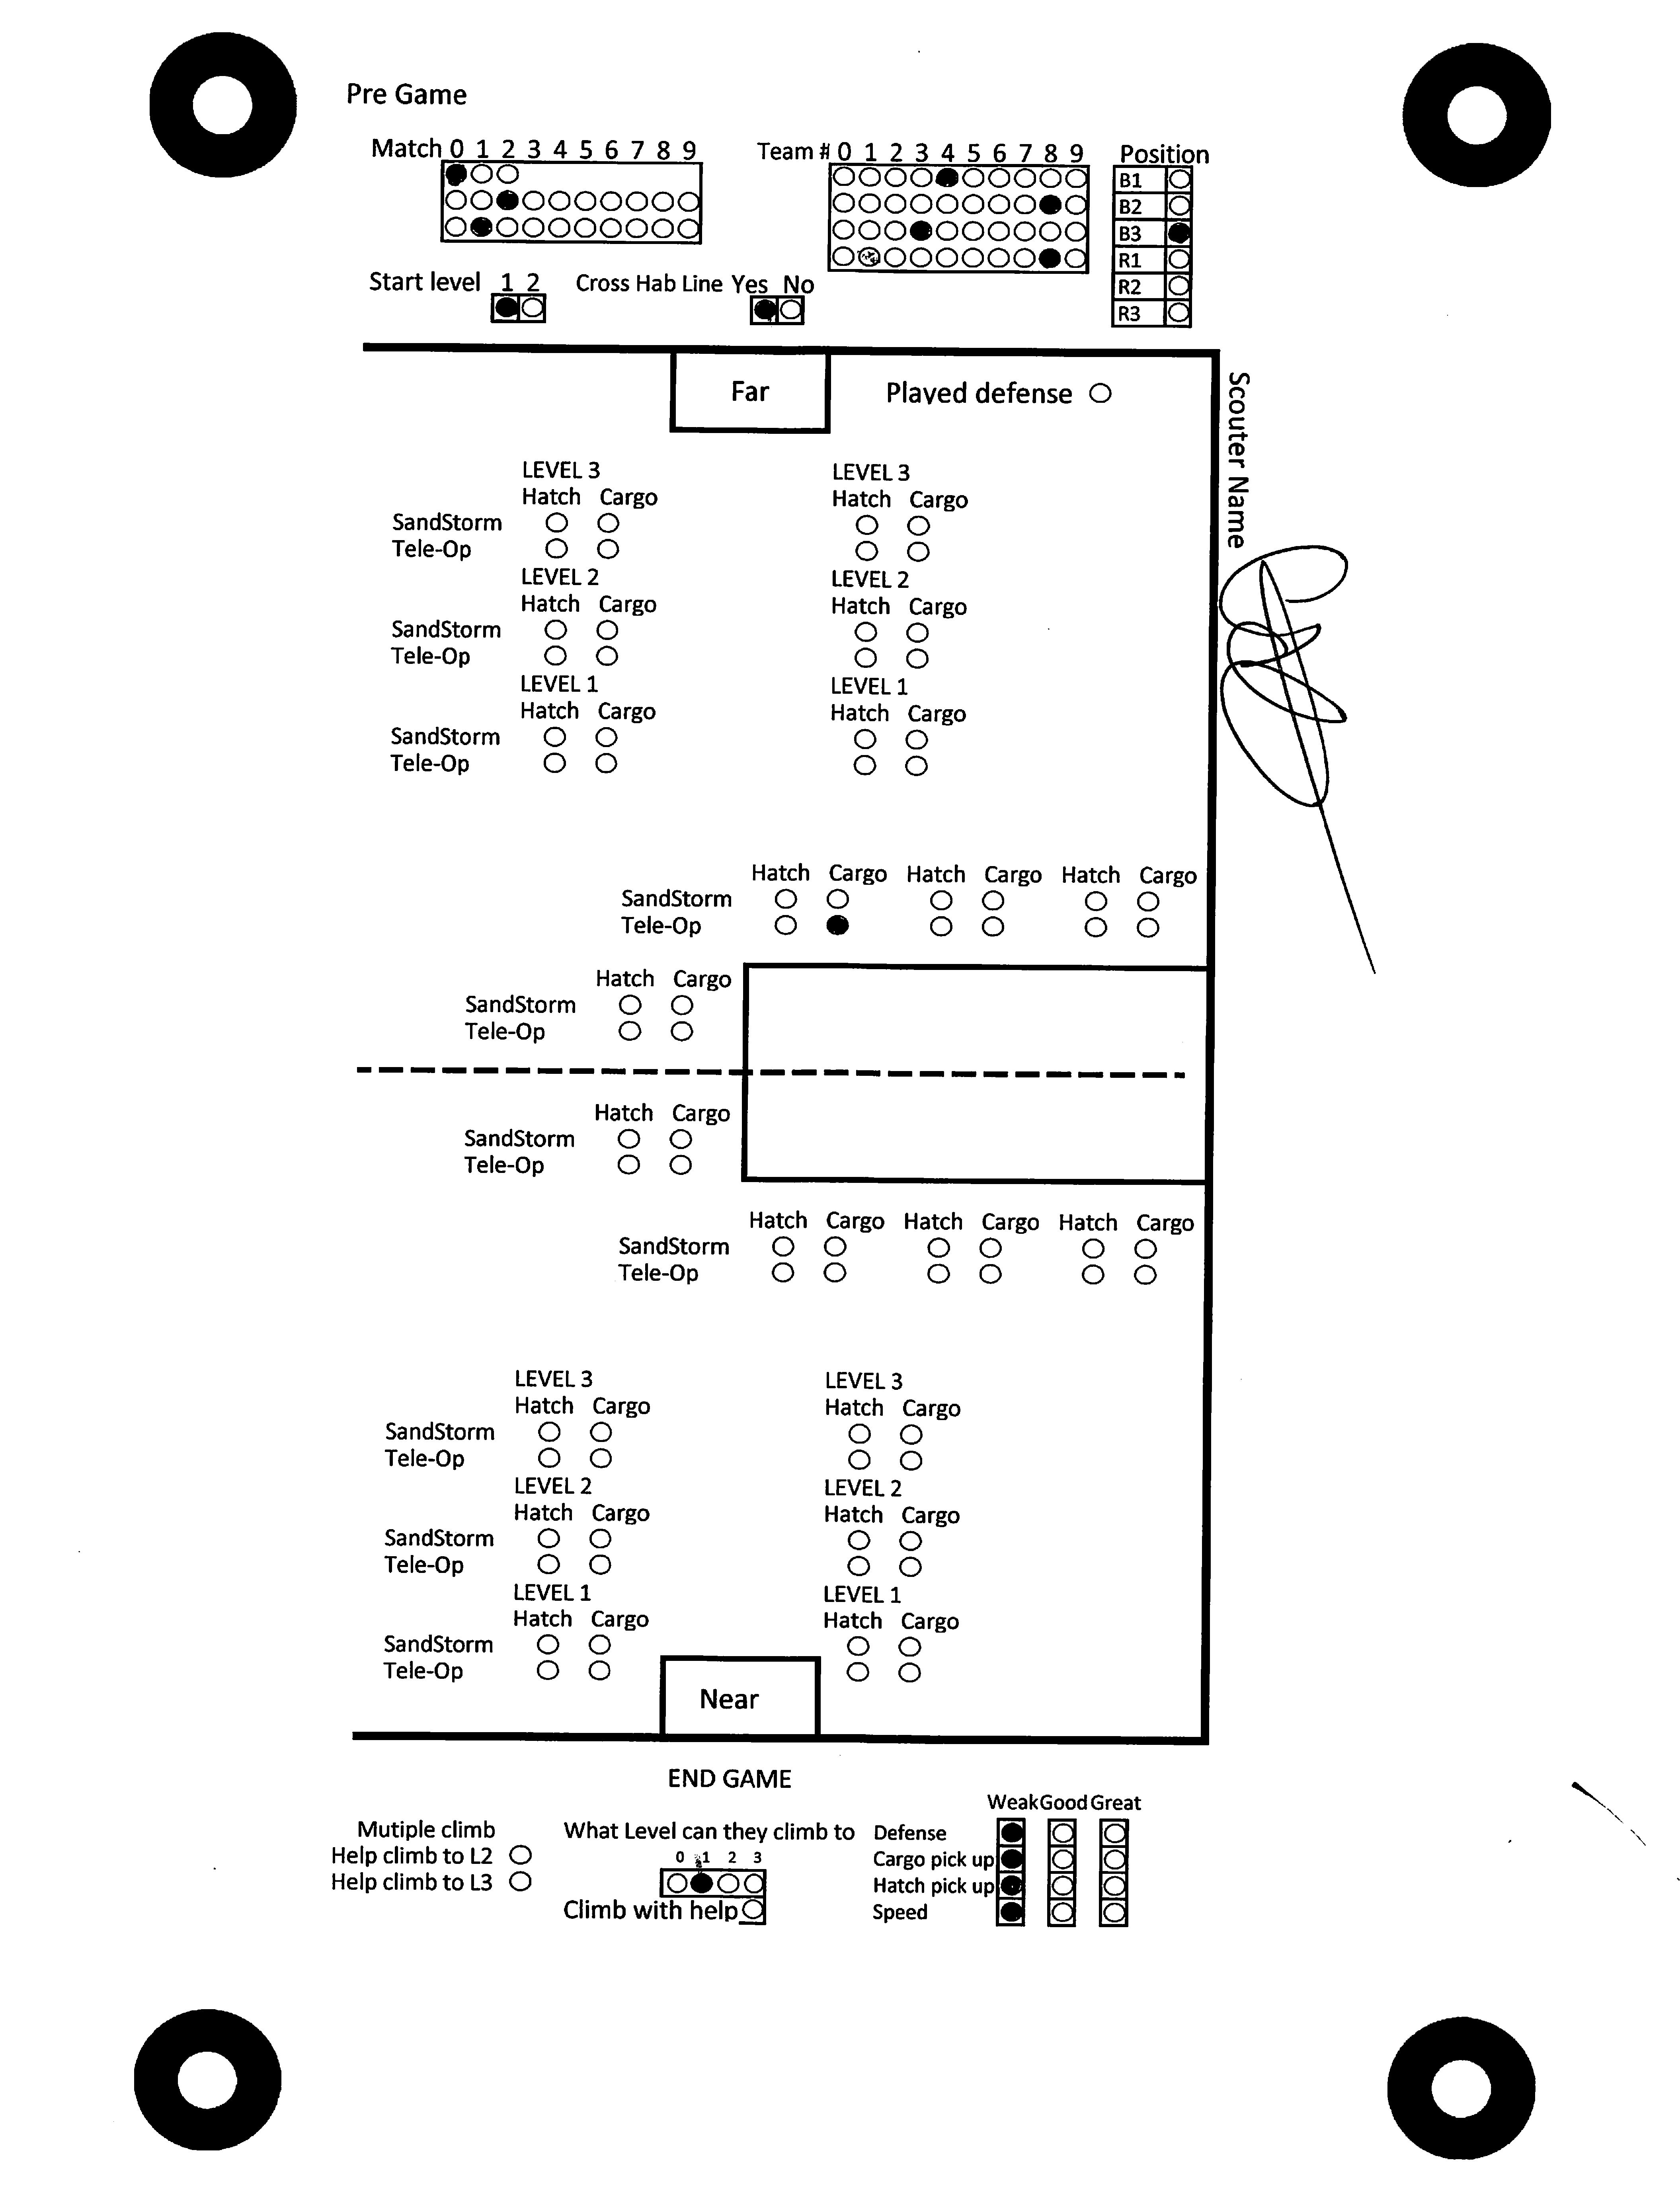 Pre Game
Match 0 1 2 3 4 5 6 7 8 9
Team # 0 1 2 3 4 5 6 7 8 9
Position
B1
B2
B3
R1
R2
R3
Start level 1 2
Cross Hab Line Yes No
Far
Played defense
Scouter Name
LEVEL 3 LEVEL 3
Hatch Cargo Hatch Cargo
SandStorm
Tele-Op
LEVEL 2 LEVEL 2
Hatch Cargo Hatch Cargo
SandStorm
Tele-Op
LEVEL 1 LEVEL 1
Hatch Cargo Hatch Cargo
SandStorm
Tele-Op
Hatch Cargo Hatch Cargo Hatch Cargo
SandStorm
Tele-Op
Hatch Cargo
SandStorm
Tele-Op
Hatch Cargo
SandStorm
Tele-Op
Hatch Cargo Hatch Cargo Hatch Cargo
SandStorm
Tele-Op
LEVEL 3 LEVEL 3
Hatch Cargo Hatch Cargo
SandStorm
Tele-Op
LEVEL 2 LEVEL 2
Hatch Cargo Hatch Cargo
SandStorm
Tele-Op
LEVEL 1 LEVEL 1
Hatch Cargo Hatch Cargo
SandStorm
Tele-Op
Near
END GAME
Mutiple climb
Help climb to L2
Help climb to L3
What Level can they climb to
0 1 2 3
Climb with help
Weak Good Great
Defense
Cargo pick up
Hatch pick up
Speed